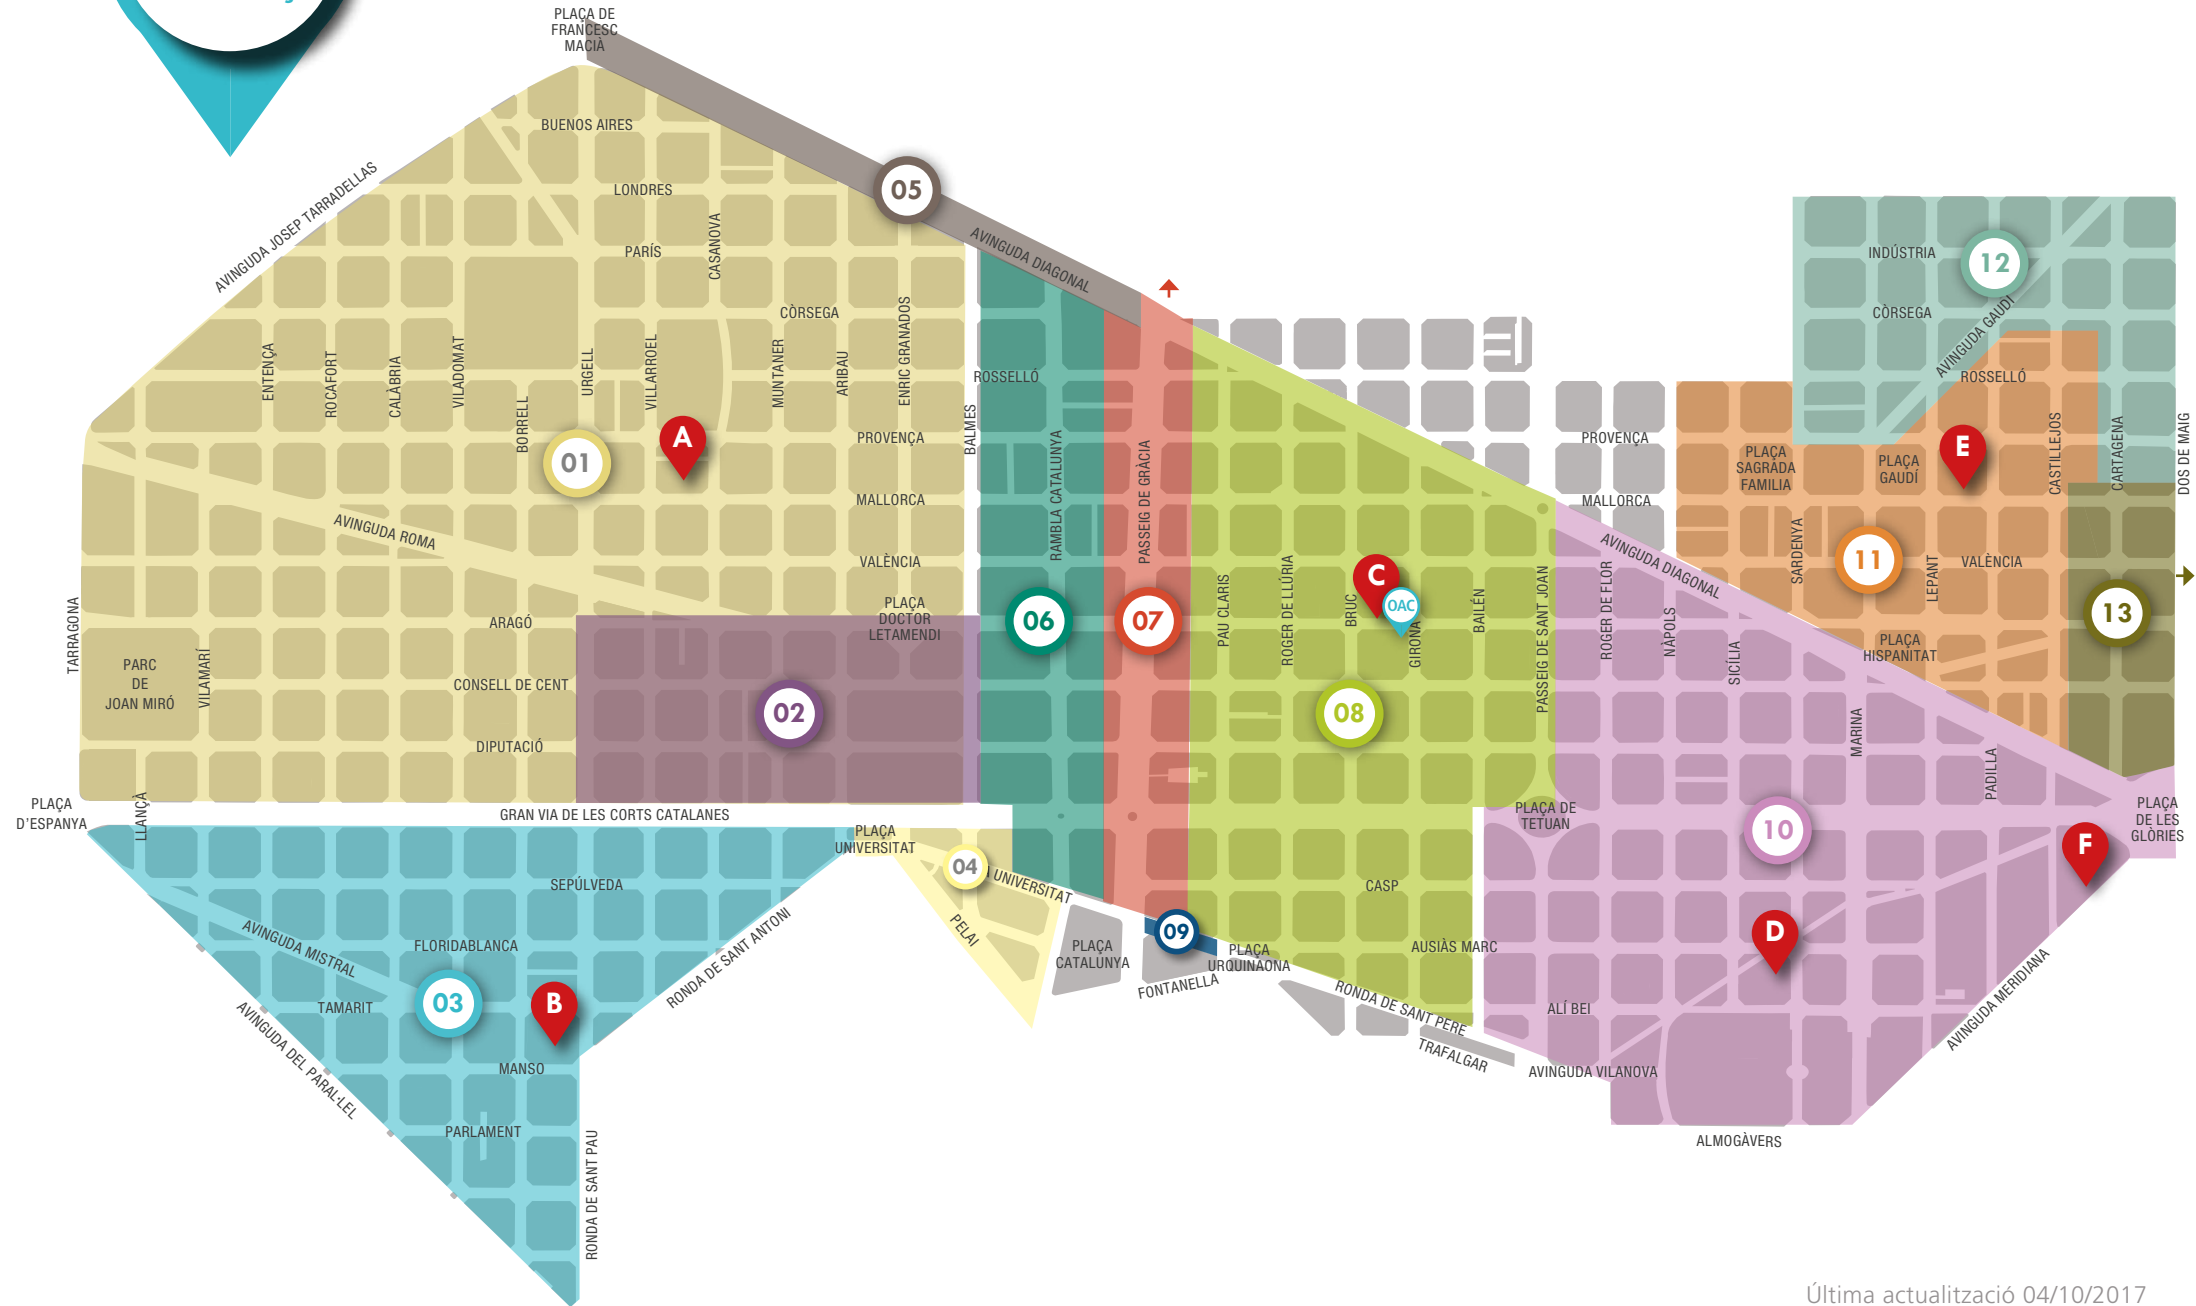 PLAÇA DE
FRANCESC
MACIÀ
BUENOS AIRES
AVINGUDA JOSEP TARRADELLAS
LONDRES
05
CASANOVA
PARÍS
AVINGUDA DIAGONAL
INDÚSTRIA
12
CÒRSEGA
CÒRSEGA
AVINGUDA GAUDI
ENTENÇA
ROCAFORT
CALÀBRIA
VILADOMAT
BORRELL
URGELL
VILLARROEL
MUNTANER
ARIBAU
ENRIC GRANADOS
ROSSELLÓ
ROSSELLÓ
BALMES
RAMBLA CATALUNYA
PASSEIG DE GRÀCIA
01
A
PROVENÇA
PROVENÇA
PLAÇA
SAGRADA
FAMILIA
PLAÇA
GAUDÍ
E
CASTILLEJOS
CARTAGENA
DOS DE MAIG
MALLORCA
MALLORCA
AVINGUDA ROMA
AVINGUDA DIAGONAL
SARDENYA
11
LEPANT
VALÈNCIA
VALÈNCIA
C
OAC
PLAÇA
DOCTOR
LETAMENDI
ARAGÓ
06
07
PAU CLARIS
ROGER DE LLÚRIA
BRUC
GIRONA
BAILÈN
PASSEIG DE SANT JOAN
ROGER DE FLOR
NÀPOLS
SICÍLIA
PLAÇA
HISPANITAT
13
TARRAGONA
PARC
DE
JOAN MIRÓ
VILAMARÍ
CONSELL DE CENT
02
08
MARINA
DIPUTACIÓ
PADILLA
PLAÇA
D'ESPANYA
LLANÇÀ
GRAN VIA DE LES CORTS CATALANES
PLAÇA
UNIVERSITAT
PLAÇA DE
TETUAN
10
PLAÇA
DE LES
GLÒRIES
F
04
UNIVERSITAT
SEPÚLVEDA
CASP
PELAI
RONDA DE SANT ANTONI
AVINGUDA MISTRAL
FLORIDABLANCA
09
PLAÇA
CATALUNYA
PLAÇA
URQUINAONA
FONTANELLA
AUSIÀS MARC
D
03
B
TAMARIT
RONDA DE SANT PERE
TRAFALGAR
ALÍ BEI
AVINGUDA MERIDIANA
AVINGUDA DEL PARAL·LEL
MANSO
AVINGUDA VILANOVA
PARLAMENT
RONDA DE SANT PAU
ALMOGÀVERS
Última actualització 04/10/2017